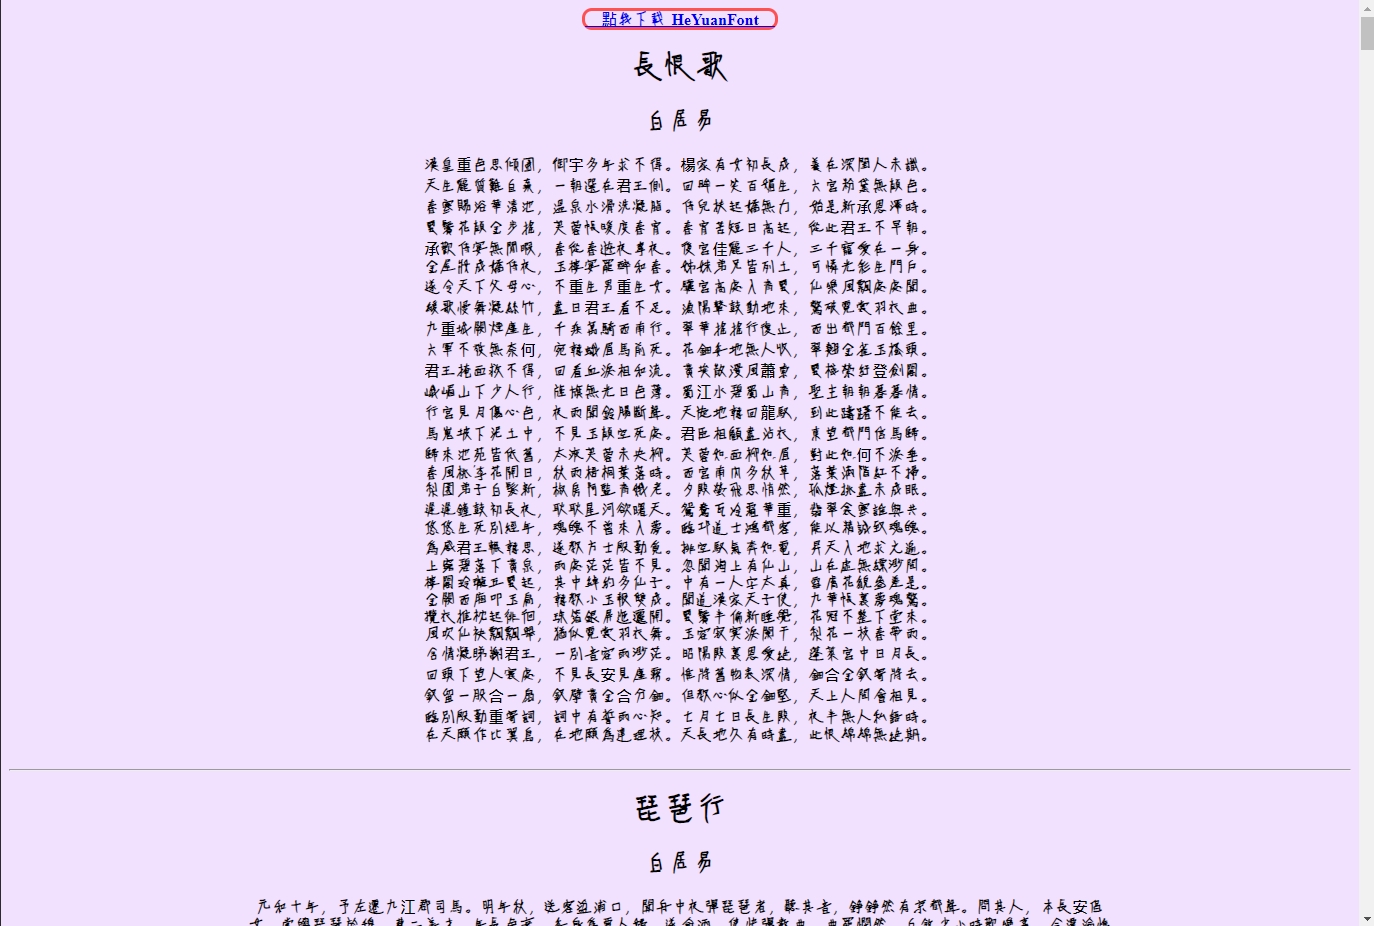 點我下載 HeYuanFont
長恨歌
白居易
漢皇重色思傾國，御宇多年求不得。楊家有女初長成，養在深閨人未識。
天生麗質難自棄，一朝選在君王側。回眸一笑百媚生，六宮粉黛無顏色。
春寒賜浴華清池，溫泉水滑洗凝脂。侍兒扶起嬌無力，始是新承恩澤時。
雲鬢花顏金步搖，芙蓉帳暖度春宵。春宵苦短日高起，從此君王不早朝。
承歡侍宴無閒暇，春從春遊夜專夜。後宮佳麗三千人，三千寵愛在一身。
金屋妝成嬌侍夜，玉樓宴罷醉和春。姊妹弟兄皆列土，可憐光彩生門戶。
遂令天下父母心，不重生男重生女。驪宮高處入青雲，仙樂風飄處處聞。
緩歌慢舞凝絲竹，盡日君王看不足。漁陽鼙鼓動地來，驚破霓裳羽衣曲。
九重城闕煙塵生，千乘萬騎西南行。翠華搖搖行復止，西出都門百餘里。
六軍不發無奈何，宛轉蛾眉馬前死。花鈿委地無人收，翠翹金雀玉搔頭。
君王掩面救不得，回看血淚相和流。黃埃散漫風蕭索，雲棧縈紆登劍閣。
峨嵋山下少人行，旌旗無光日色薄。蜀江水碧蜀山青，聖主朝朝暮暮情。
行宮見月傷心色，夜雨聞鈴腸斷聲。天旋地轉回龍馭，到此躊躇不能去。
馬嵬坡下泥土中，不見玉顏空死處。君臣相顧盡沾衣，東望都門信馬歸。
歸來池苑皆依舊，太液芙蓉未央柳。芙蓉如面柳如眉，對此如何不淚垂。
春風桃李花開日，秋雨梧桐葉落時。西宮南內多秋草，落葉滿階紅不掃。
梨園弟子白髮新，椒房阿監青娥老。夕殿螢飛思悄然，孤燈挑盡未成眠。
遲遲鐘鼓初長夜，耿耿星河欲曙天。鴛鴦瓦冷霜華重，翡翠衾寒誰與共。
悠悠生死別經年，魂魄不曾來入夢。臨邛道士鴻都客，能以精誠致魂魄。
為感君王輾轉思，遂教方士殷勤覓。排空馭氣奔如電，昇天入地求之遍。
上窮碧落下黃泉，兩處茫茫皆不見。忽聞海上有仙山，山在虛無縹渺間。
樓閣玲瓏五雲起，其中綽約多仙子。中有一人字太真，雪膚花貌參差是。
金闕西廂叩玉扃，轉教小玉報雙成。聞道漢家天子使，九華帳裏夢魂驚。
攬衣推枕起徘徊，珠箔銀屏迤邐開。雲鬢半偏新睡覺，花冠不整下堂來。
風吹仙袂飄飄舉，猶似霓裳羽衣舞。玉容寂寞淚闌干，梨花一枝春帶雨。
含情凝睇謝君王，一別音容兩渺茫。昭陽殿裏恩愛絕，蓬萊宮中日月長。
回頭下望人寰處，不見長安見塵霧。惟將舊物表深情，鈿合金釵寄將去。
釵留一股合一扇，釵擘黃金合分鈿。但教心似金鈿堅，天上人間會相見。
臨別殷勤重寄詞，詞中有誓兩心知。七月七日長生殿，夜半無人私語時。
在天願作比翼鳥，在地願為連理枝。天長地久有時盡，此恨綿綿無絕期。
琵琶行
白居易
元和十年，予左遷九江郡司馬。明年秋，送客湓浦口，聞舟中夜彈琵琶者，聽其音，錚錚然有京都聲。問其人，本長安倡